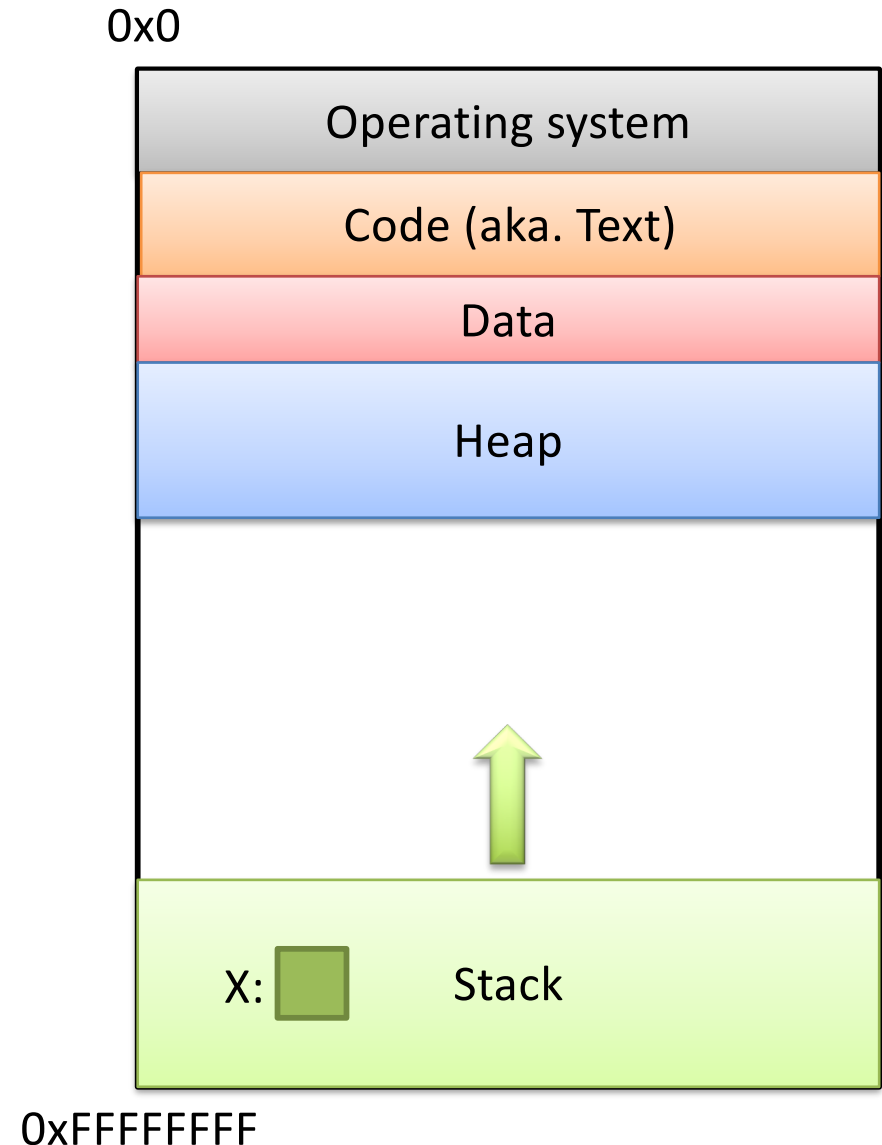 0x0
Operating system
Code (aka. Text)
Data
Heap
X:
Stack
0xFFFFFFFF